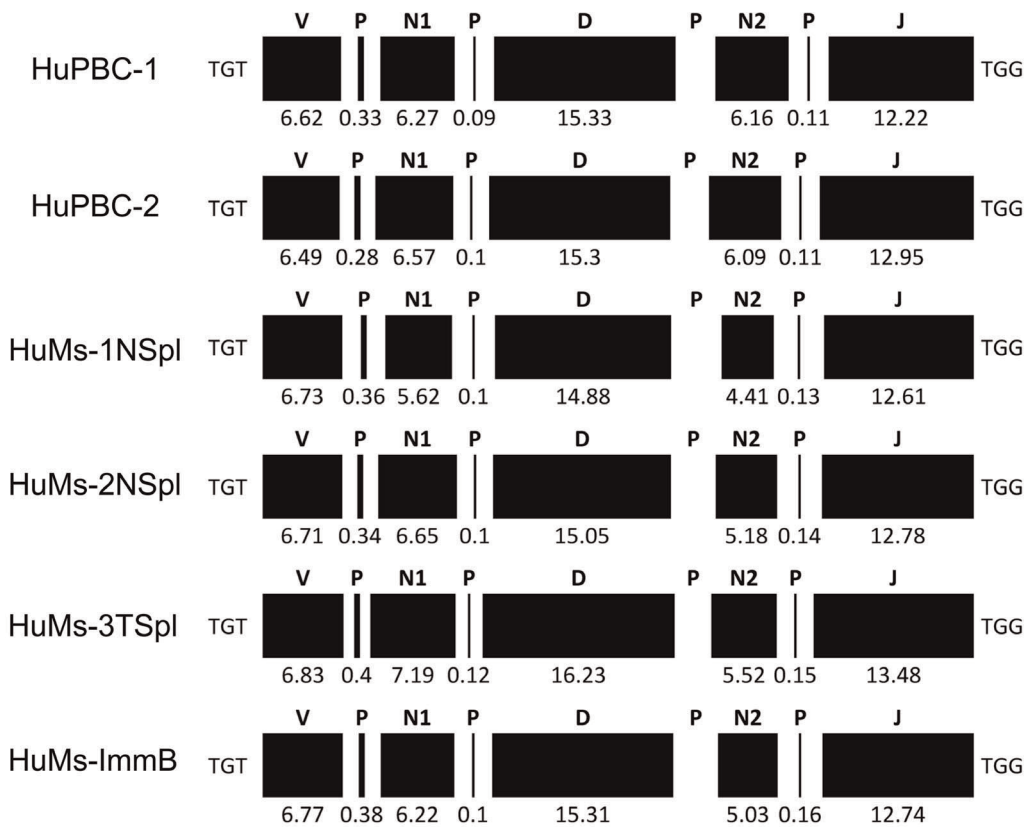 V P N1 P D P N2 P J
HuPBC-1 TGT TGG
6.62 0.33 6.27 0.09 15.33 6.16 0.11 12.22
V P N1 P D P N2 P J
HuPBC-2 TGT TGG
6.49 0.28 6.57 0.1 15.3 6.09 0.11 12.95
V P N1 P D P N2 P J
HuMs-1NSpl TGT TGG
6.73 0.36 5.62 0.1 14.88 4.41 0.13 12.61
V P N1 P D P N2 P J
HuMs-2NSpl TGT TGG
6.71 0.34 6.65 0.1 15.05 5.18 0.14 12.78
V P N1 P D P N2 P J
HuMs-3TSpl TGT TGG
6.83 0.4 7.19 0.12 16.23 5.52 0.15 13.48
V P N1 P D P N2 P J
HuMs-ImmB TGT TGG
6.77 0.38 6.22 0.1 15.31 5.03 0.16 12.74